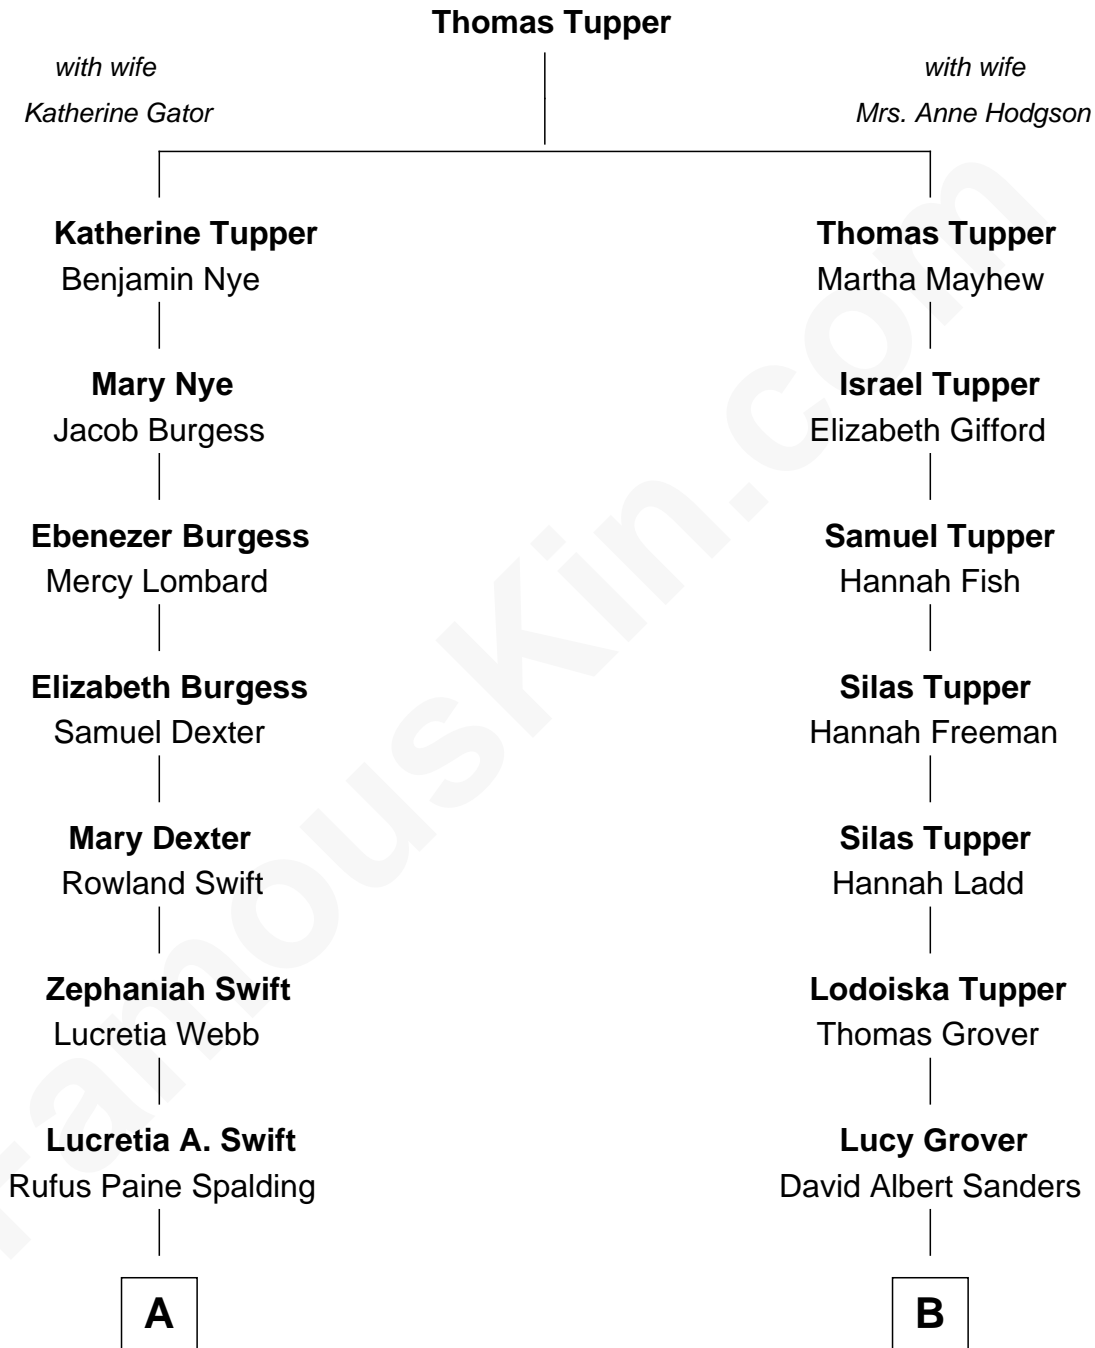 Thomas Tupper
with wife
Katherine Gator
with wife
Mrs. Anne Hodgson
Katherine Tupper
Benjamin Nye
Thomas Tupper
Martha Mayhew
Mary Nye
Jacob Burgess
Israel Tupper
Elizabeth Gifford
Ebenezer Burgess
Mercy Lombard
Samuel Tupper
Hannah Fish
Elizabeth Burgess
Samuel Dexter
Silas Tupper
Hannah Freeman
Mary Dexter
Rowland Swift
Silas Tupper
Hannah Ladd
Zephaniah Swift
Lucretia Webb
Lodoiska Tupper
Thomas Grover
Lucretia A. Swift
Rufus Paine Spalding
Lucy Grover
David Albert Sanders
A
B
famouskin.com